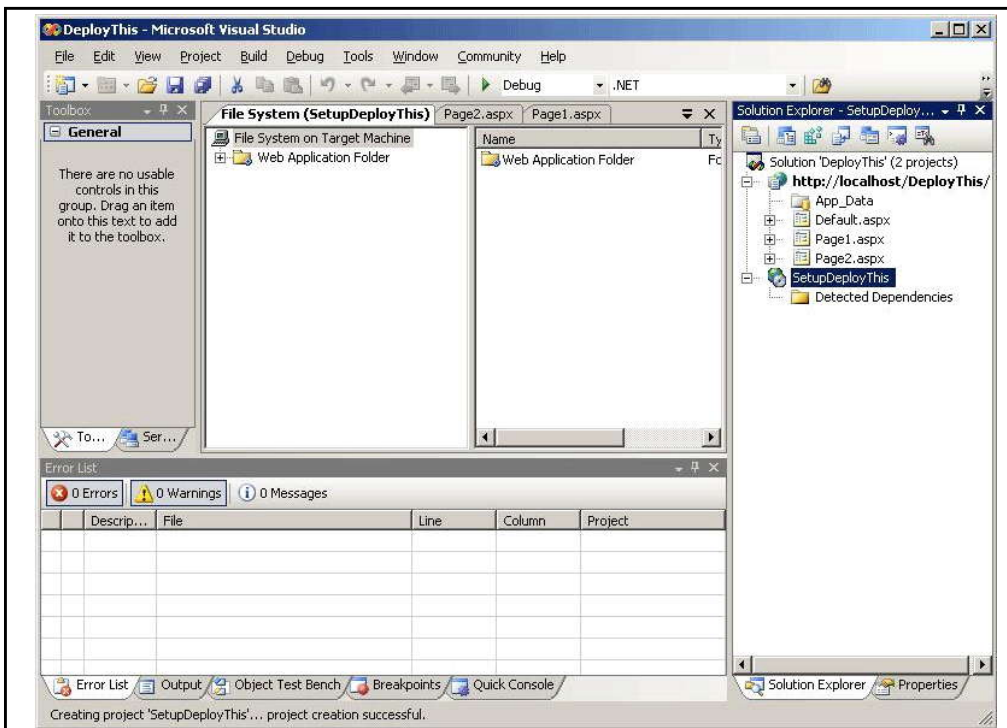 DeployThis - Microsoft Visual Studio
File Edit View Project Build Debug Tools Window Community Help
Debug .NET
Toolbox
General
There are no usable
controls in this
group. Drag an item
onto this text to add
it to the toolbox.
To... Ser...
File System (SetupDeployThis) Page2.aspx Page1.aspx
File System on Target Machine
Web Application Folder
Name Ty
Web Application Folder Fo
Solution Explorer - SetupDeploy...
Solution 'DeployThis' (2 projects)
http://localhost/DeployThis/
App_Data
Default.aspx
Page1.aspx
Page2.aspx
SetupDeployThis
Detected Dependencies
Error List
0 Errors 0 Warnings 0 Messages
Descrip... File Line Column Project
Error List Output Object Test Bench Breakpoints Quick Console
Solution Explorer Properties
Creating project 'SetupDeployThis'... project creation successful.